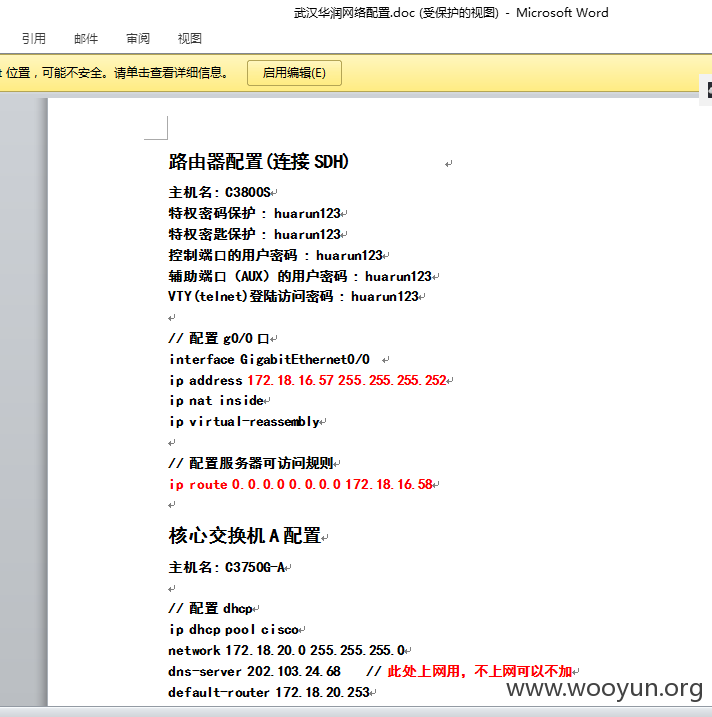 武汉华润网络配置.doc (受保护的视图) - Microsoft Word
引用 邮件 审阅 视图
t 位置，可能不安全。请单击查看详细信息。 启用编辑(E)
路由器配置(连接 SDH)
主机名: C3800S
特权密码保护 : huarun123
特权密匙保护 : huarun123
控制端口的用户密码 : huarun123
辅助端口（AUX）的用户密码 : huarun123
VTY(telnet)登陆访问密码 : huarun123
// 配置 g0/0 口
interface GigabitEthernet0/0
ip address 172.18.16.57 255.255.255.252
ip nat inside
ip virtual-reassembly
// 配置服务器可访问规则
ip route 0.0.0.0 0.0.0.0 172.18.16.58
核心交换机 A 配置
主机名: C3750G-A
// 配置 dhcp
ip dhcp pool cisco
network 172.18.20.0 255.255.255.0
dns-server 202.103.24.68 // 此处上网用，不上网可以不加
default-router 172.18.20.253
www.wooyun.org